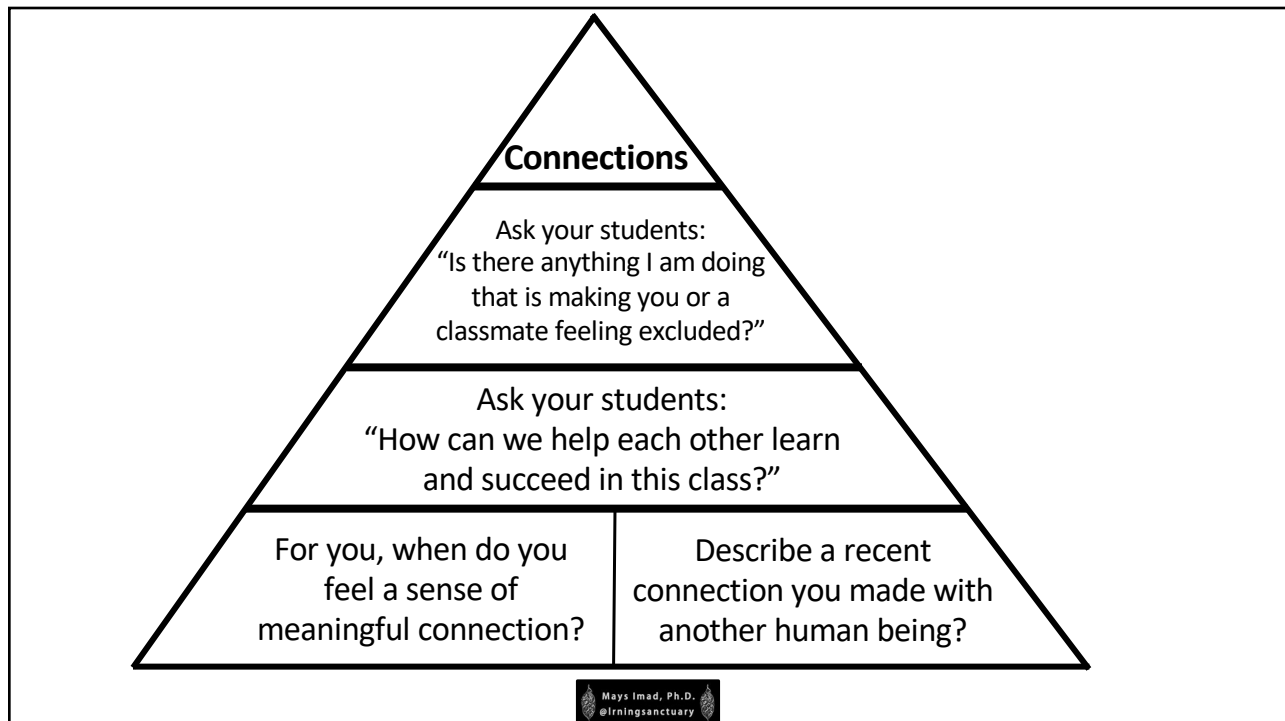 Connections
Ask your students:
“Is there anything I am doing
that is making you or a
classmate feeling excluded?”
Ask your students:
“How can we help each other learn
and succeed in this class?”
For you, when do you
feel a sense of
meaningful connection?
Describe a recent
connection you made with
another human being?
Mays Imad, Ph.D.
@lrningsanctuary